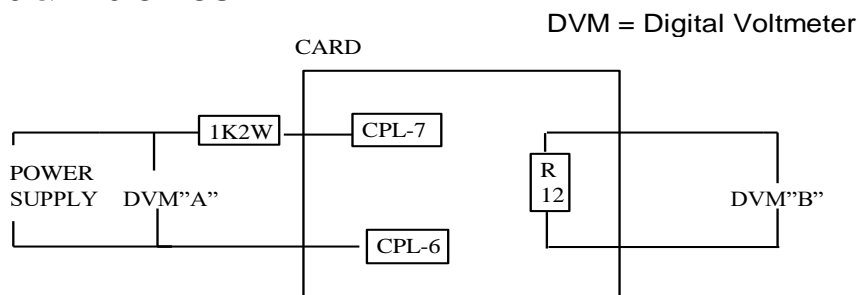 DVM = Digital Voltmeter
CARD
1K2W
CPL-7
POWER
SUPPLY
DVM"A"
R
12
DVM"B"
CPL-6